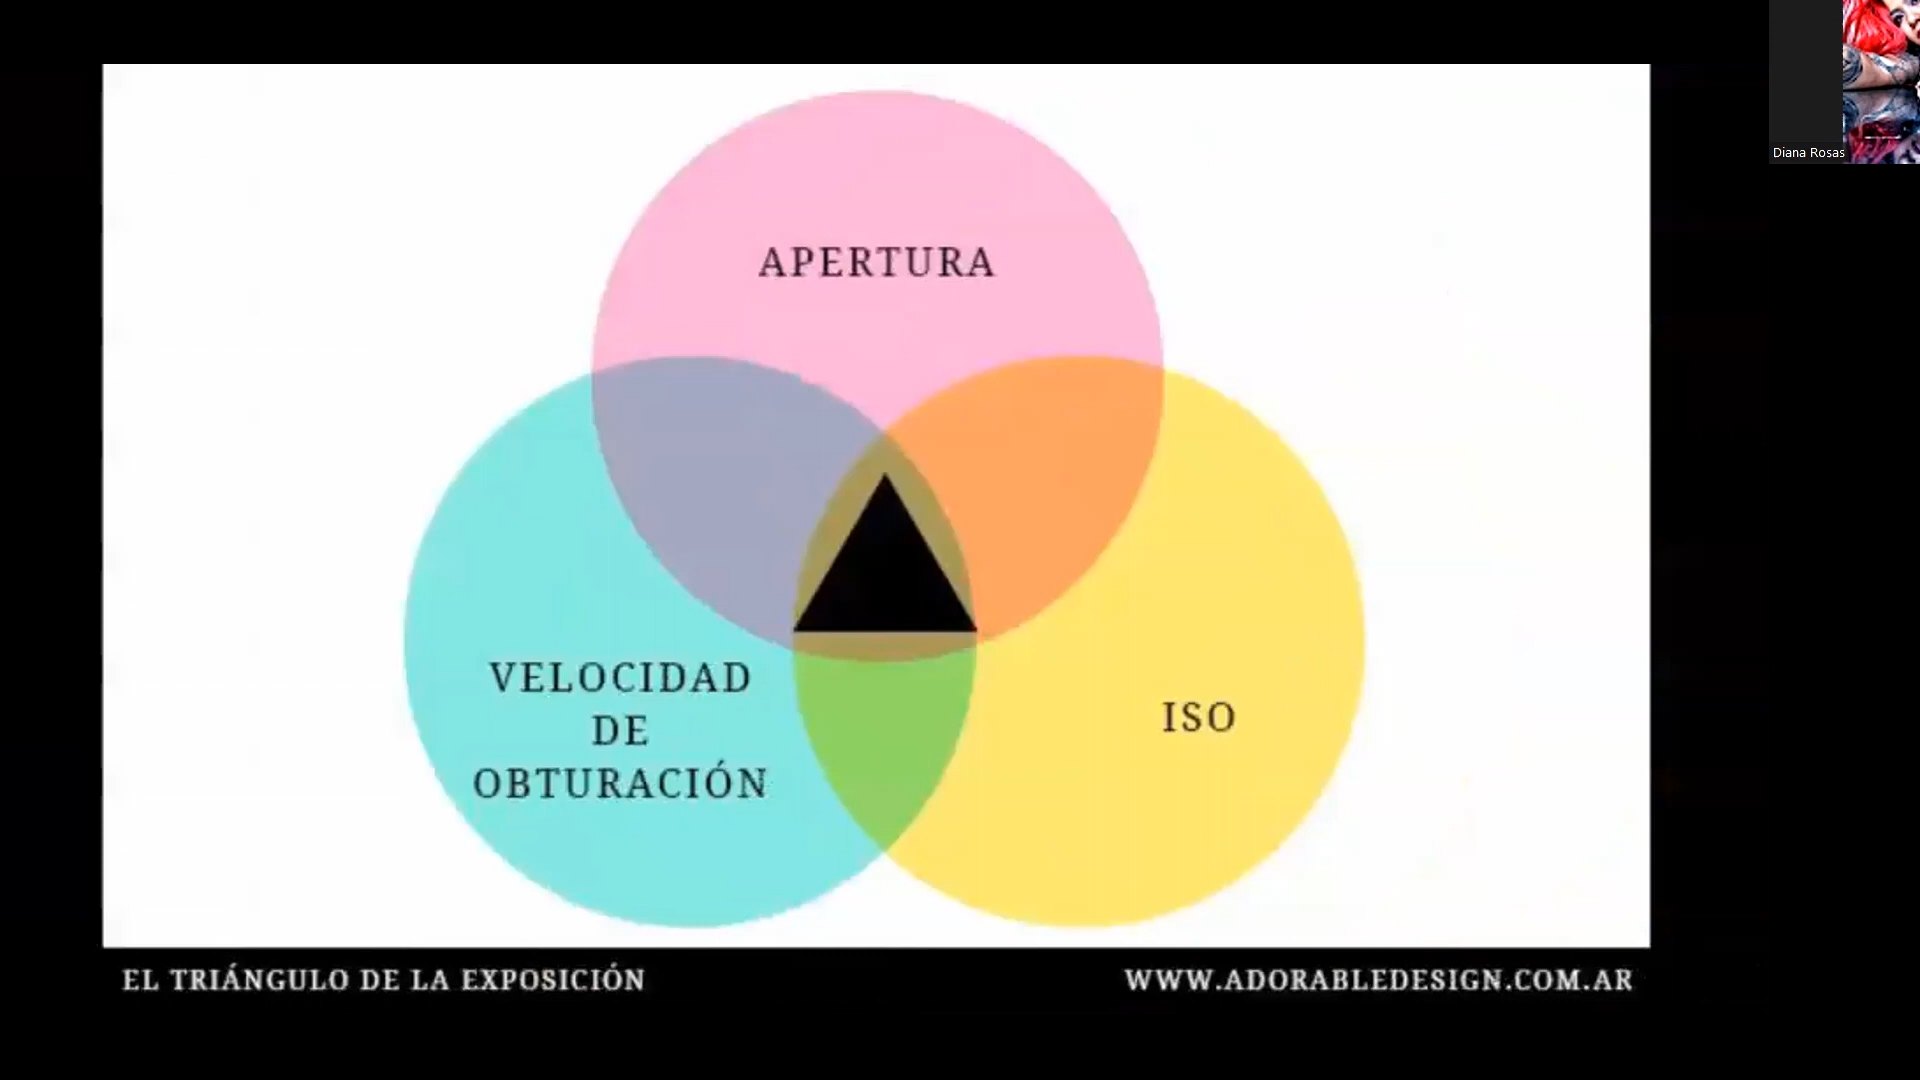 Diana Rosas
APERTURA
VELOCIDAD
DE
OBTURACIÓN
ISO
EL TRIÁNGULO DE LA EXPOSICIÓN
WWW.ADORABLEDESIGN.COM.AR